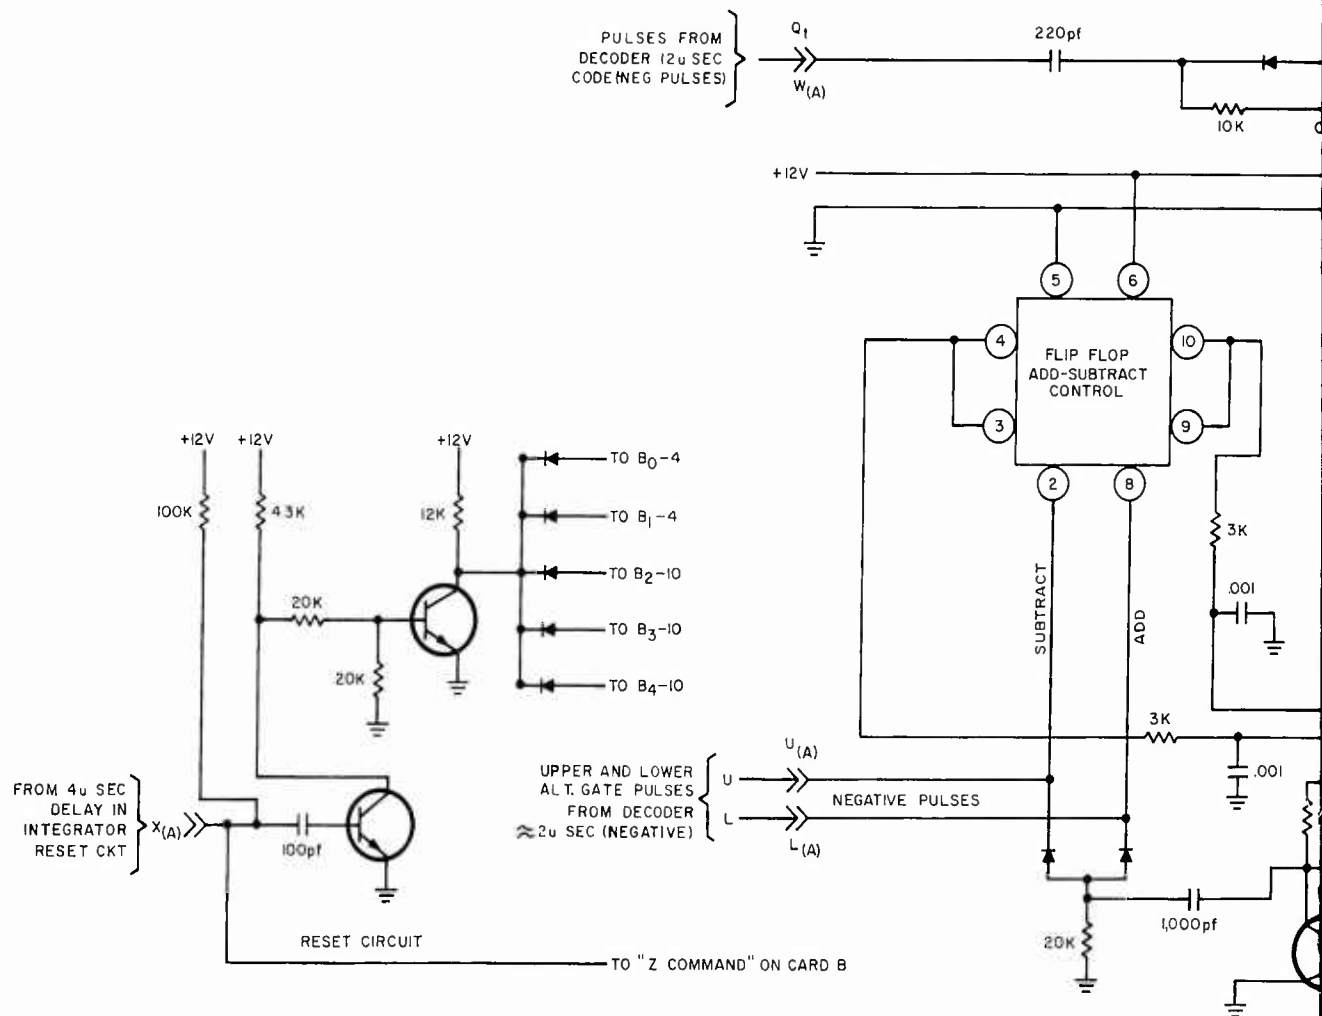 PULSES FROM
DECODER 12u SEC
CODE (NEG PULSES)
Q1
W(A)
220pf
10K
+12V
5
6
4
10
FLIP FLOP
ADD-SUBTRACT
CONTROL
3
9
2
8
3K
.001
SUBTRACT
ADD
3K
.001
+12V
+12V
+12V
100K
43K
12K
TO B0-4
TO B1-4
TO B2-10
TO B3-10
TO B4-10
20K
20K
FROM 4u SEC
DELAY IN
INTEGRATOR
RESET CKT
X(A)
100pf
RESET CIRCUIT
TO "Z COMMAND" ON CARD B
UPPER AND LOWER
ALT. GATE PULSES
FROM DECODER
≈2u SEC (NEGATIVE)
U
L
U(A)
L(A)
NEGATIVE PULSES
1,000pf
20K